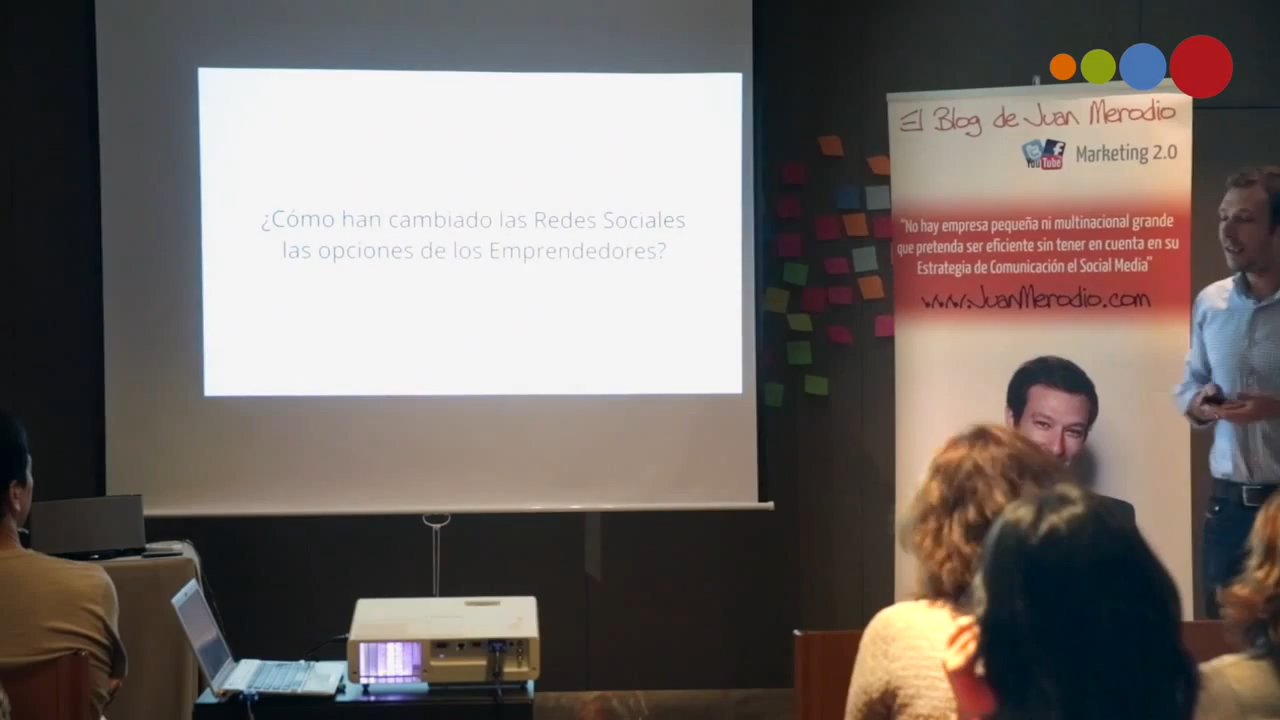 ¿Cómo han cambiado las Redes Sociales
las opciones de los Emprendedores?
El Blog de Juan Merodio
YouTube
Marketing 2.0
"No hay empresa pequeña ni multinacional grande
que pretenda ser eficiente sin tener en cuenta en su
Estrategia de Comunicación el Social Media"
www.JuanMerodio.com